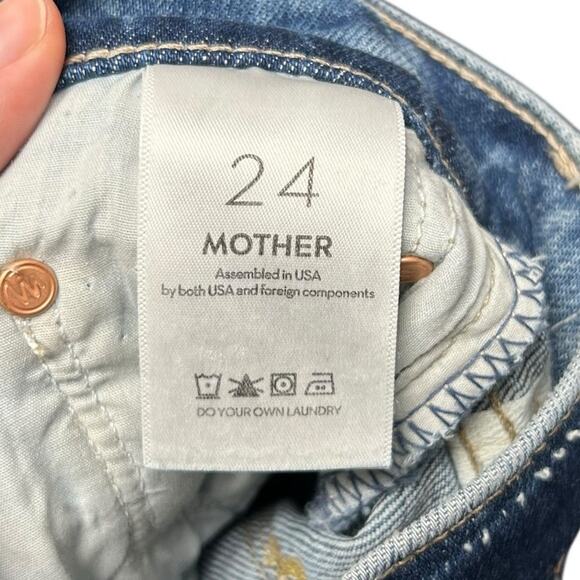 24
MOTHER
Assembled in USA
by both USA and foreign components
DO YOUR OWN LAUNDRY